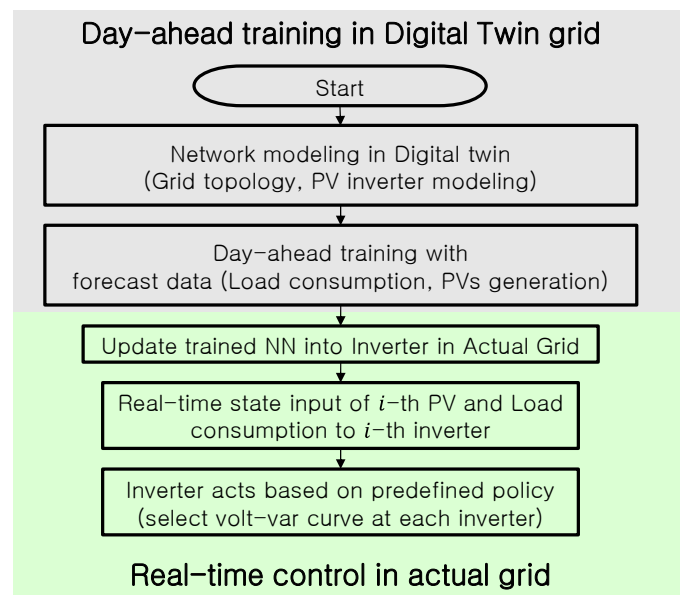 Day-ahead training in Digital Twin grid
Start
Network modeling in Digital twin
(Grid topology, PV inverter modeling)
Day-ahead training with
forecast data (Load consumption, PVs generation)
Update trained NN into Inverter in Actual Grid
Real-time state input of i-th PV and Load
consumption to i-th inverter
Inverter acts based on predefined policy
(select volt-var curve at each inverter)
Real-time control in actual grid